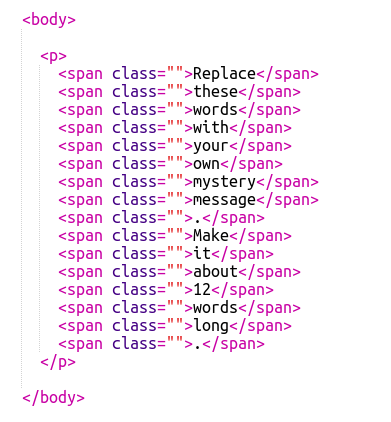 <body>
<p>
<span class="">Replace</span>
<span class="">these</span>
<span class="">words</span>
<span class="">with</span>
<span class="">your</span>
<span class="">own</span>
<span class="">mystery</span>
<span class="">message</span>
<span class="">.</span>
<span class="">Make</span>
<span class="">it</span>
<span class="">about</span>
<span class="">12</span>
<span class="">words</span>
<span class="">long</span>
<span class="">.</span>
</p>
</body>